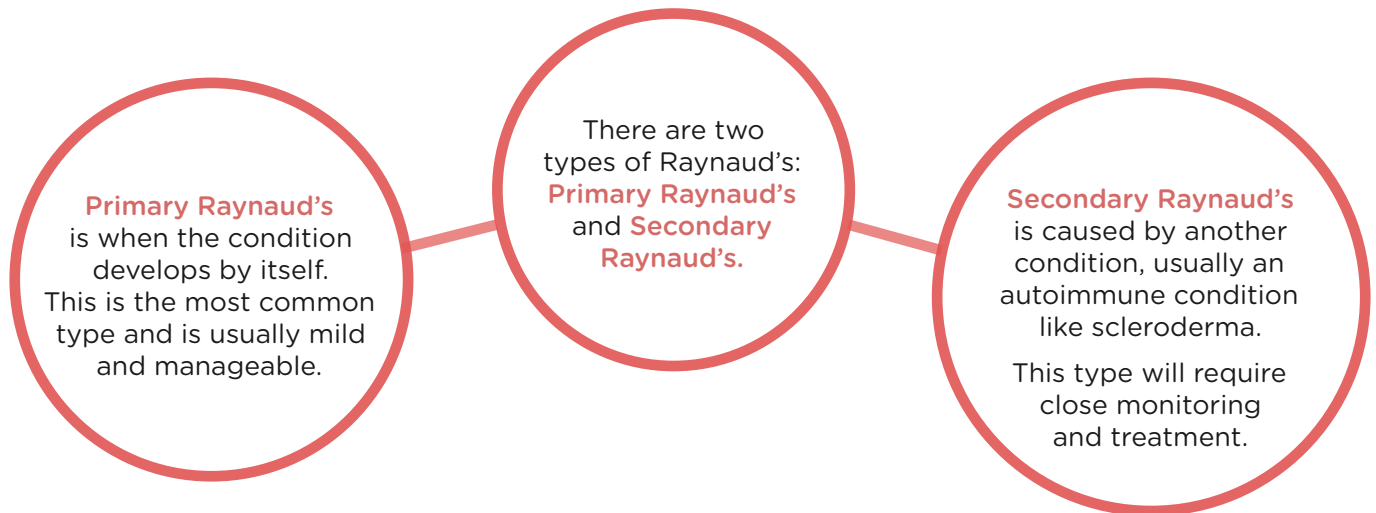 There are two
types of Raynaud’s:
Primary Raynaud’s
and Secondary
Raynaud’s.
Primary Raynaud’s
is when the condition
develops by itself.
This is the most common
type and is usually mild
and manageable.
Secondary Raynaud’s
is caused by another
condition, usually an
autoimmune condition
like scleroderma.
This type will require
close monitoring
and treatment.